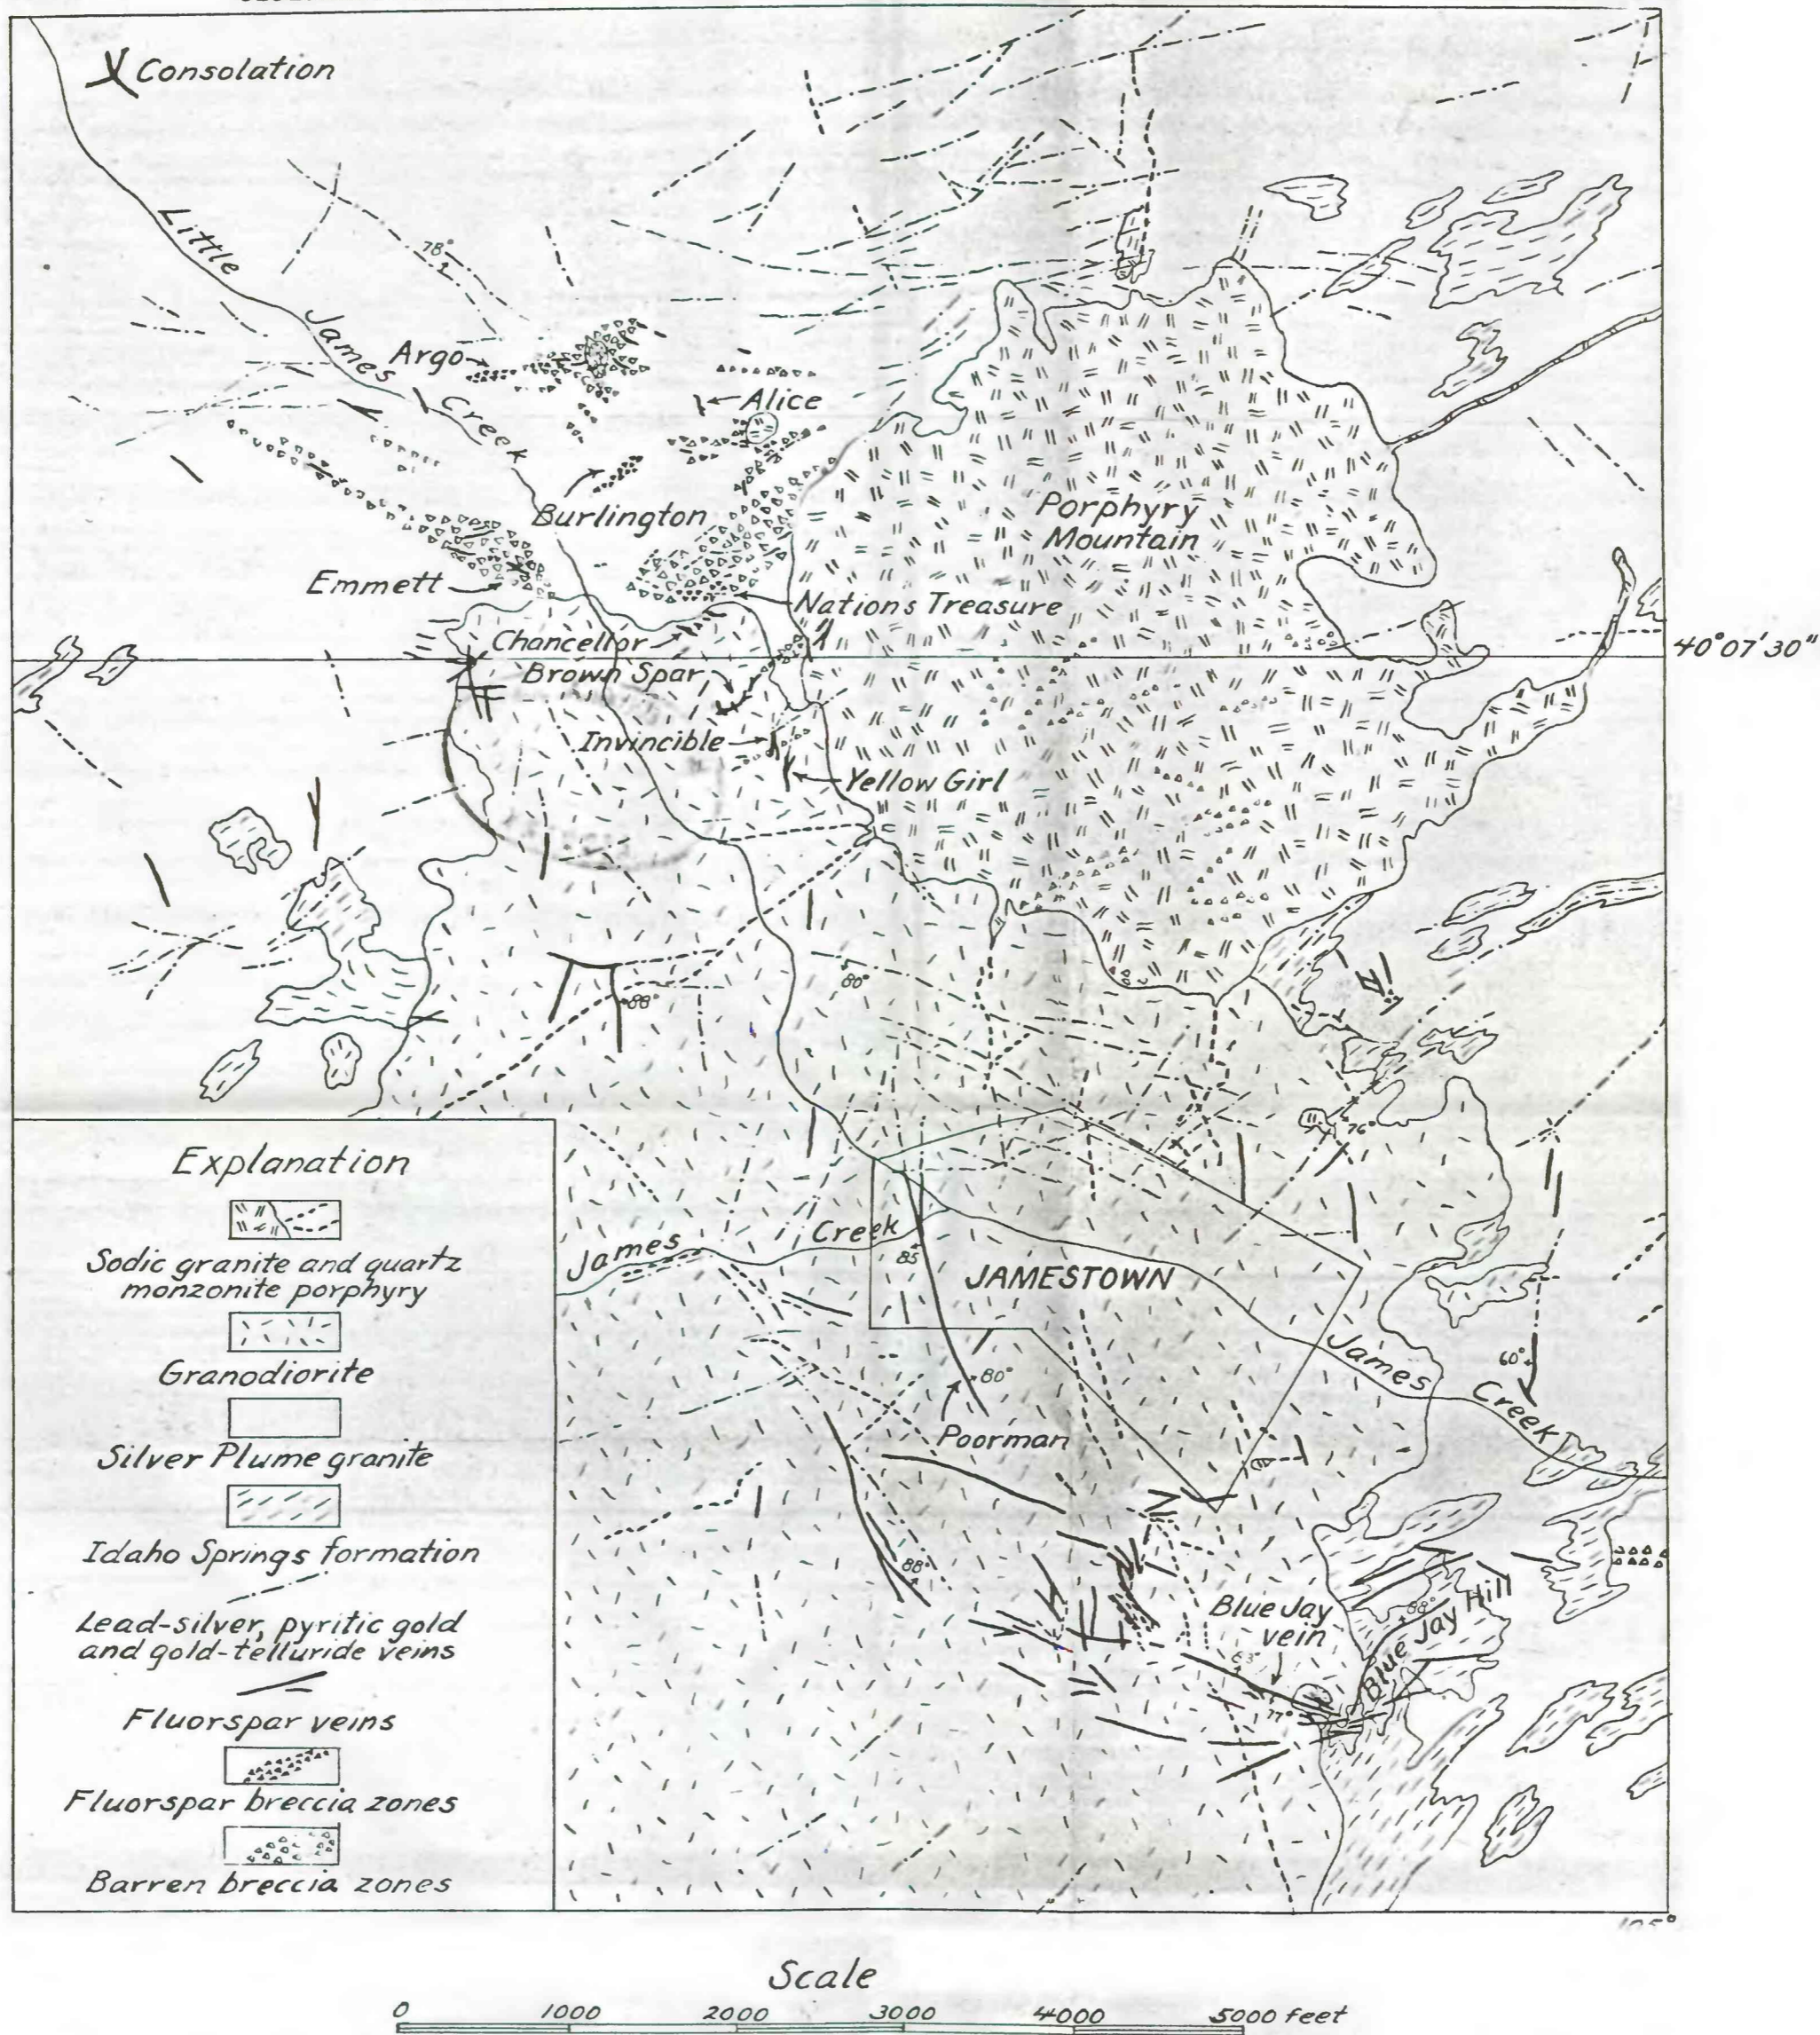 Consolation
Little
James
Creek
78°
Argo
Alice
Burlington
Porphyry
Mountain
Emmett
Nations Treasure
Chancellor
40°07'30"
Brown Spar
Invincible
Yellow Girl
80°
88°
76°
Explanation
Sodic granite and quartz
monzonite porphyry
Granodiorite
Silver Plume granite
Idaho Springs formation
Lead-silver, pyritic gold
and gold-telluride veins
Fluorspar veins
Fluorspar breccia zones
Barren breccia zones
James Creek
85
JAMESTOWN
James
Creek
60°
80°
Poorman
88°
Blue Jay
vein
83°
77°
88°
Blue Jay Hill
105°
Scale
0 1000 2000 3000 4000 5000 feet